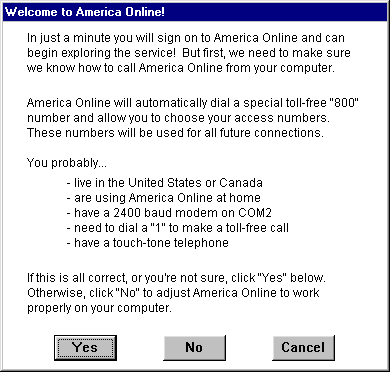 Welcome to America Online!
In just a minute you will sign on to America Online and can
begin exploring the service!  But first, we need to make sure
we know how to call America Online from your computer.
America Online will automatically dial a special toll-free "800"
number and allow you to choose your access numbers.
These numbers will be used for all future connections.
You probably...
- live in the United States or Canada
- are using America Online at home
- have a 2400 baud modem on COM2
- need to dial a "1" to make a toll-free call
- have a touch-tone telephone
If this is all correct, or you're not sure, click "Yes" below.
Otherwise, click "No" to adjust America Online to work
properly on your computer.
Yes No Cancel